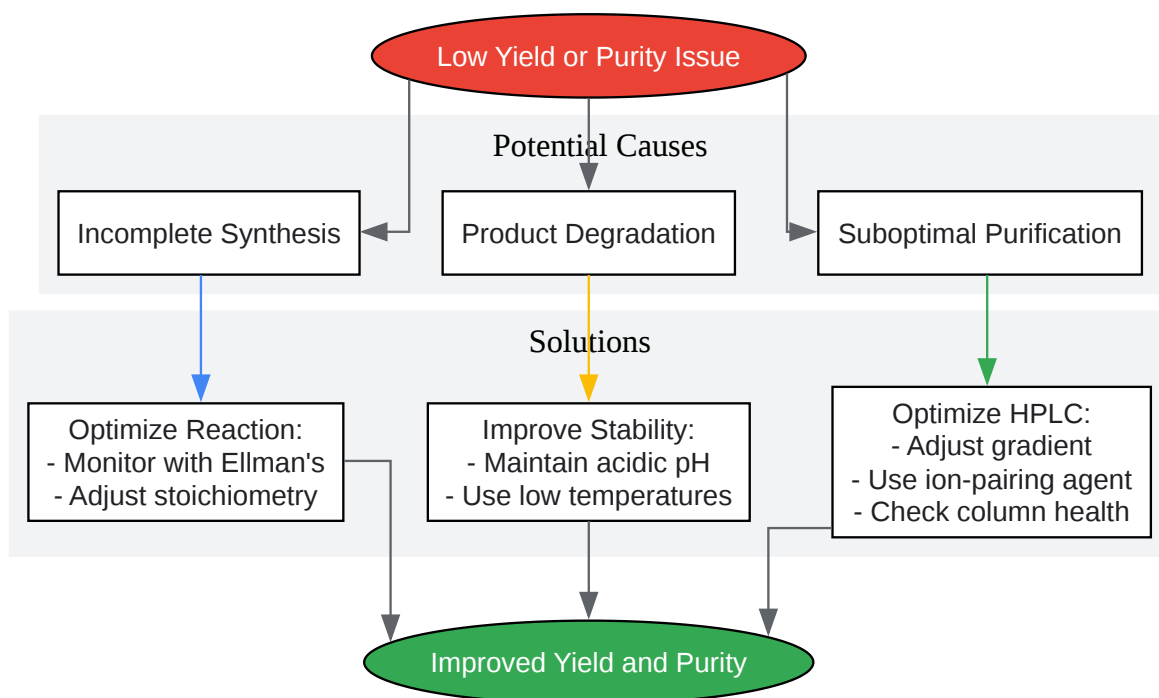 Low Yield or Purity Issue
Potential Causes
Incomplete Synthesis
Product Degradation
Suboptimal Purification
Solutions
Optimize Reaction:
- Monitor with Ellman's
- Adjust stoichiometry
Improve Stability:
- Maintain acidic pH
- Use low temperatures
Optimize HPLC:
- Adjust gradient
- Use ion-pairing agent
- Check column health
Improved Yield and Purity